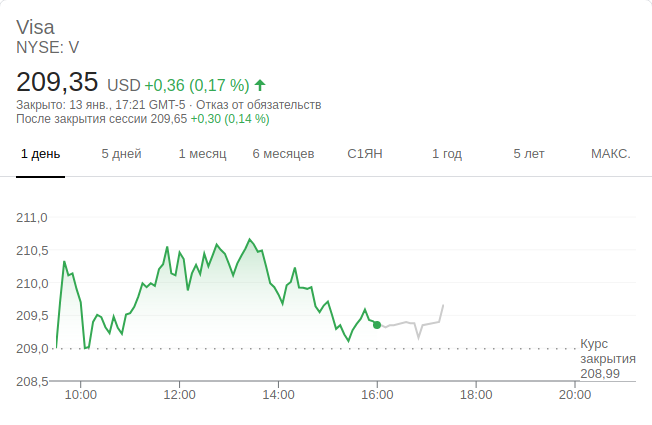 Visa
NYSE: V
209,35 USD +0,36 (0,17 %)
Закрыто: 13 янв., 17:21 GMT-5 · Отказ от обязательств
После закрытия сессии 209,65 +0,30 (0,14 %)
1 день 5 дней 1 месяц 6 месяцев С1ЯН 1 год 5 лет МАКС.
211,0
210,5
210,0
209,5
209,0
Курс
закрытия
208,99
208,5
10:00 12:00 14:00 16:00 18:00 20:00